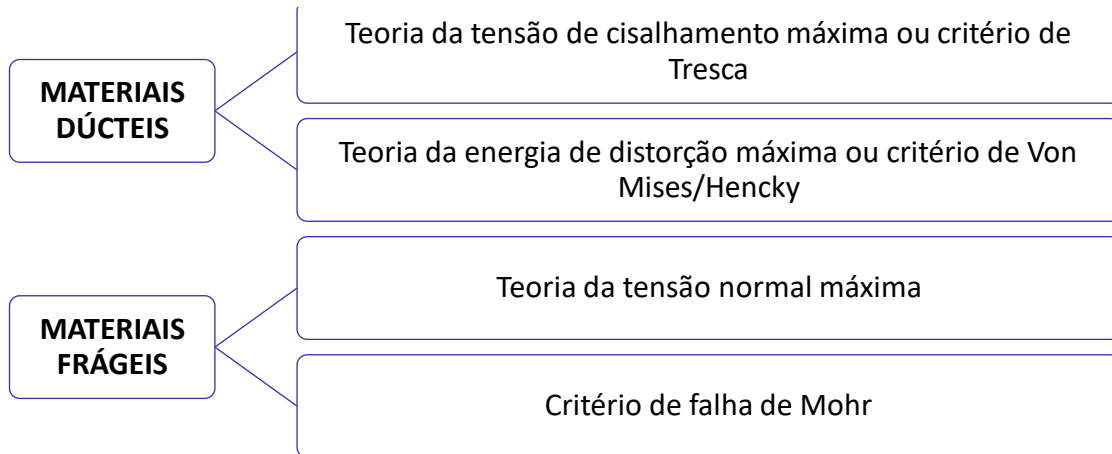 MATERIAIS
DÚCTEIS
Teoria da tensão de cisalhamento máxima ou critério de
Tresca
Teoria da energia de distorção máxima ou critério de Von
Mises/Hencky
MATERIAIS
FRÁGEIS
Teoria da tensão normal máxima
Critério de falha de Mohr